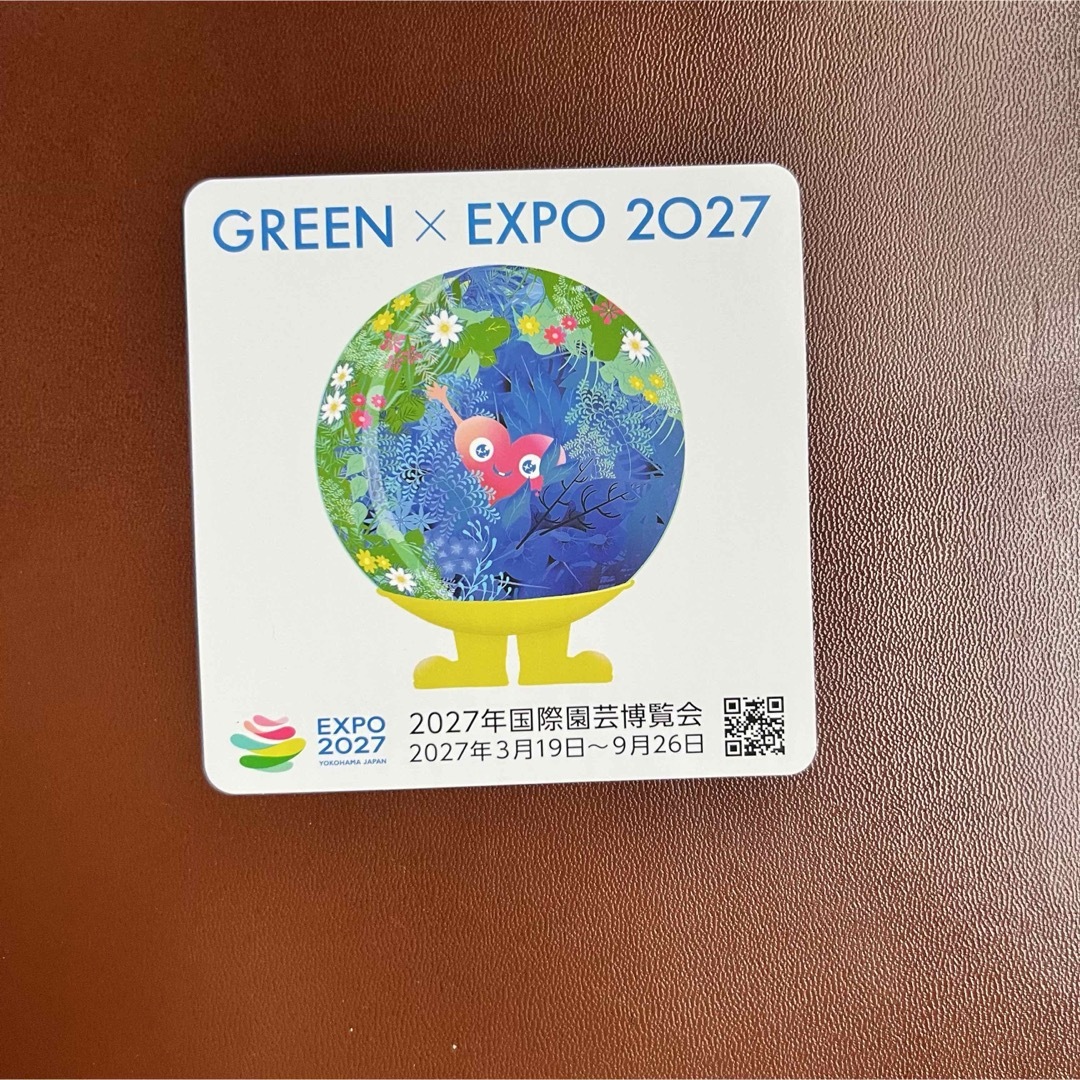 GREEN × EXPO 2027
EXPO
2027
YOKOHAMA JAPAN
2027年国際園芸博覧会
2027年3月19日～9月26日